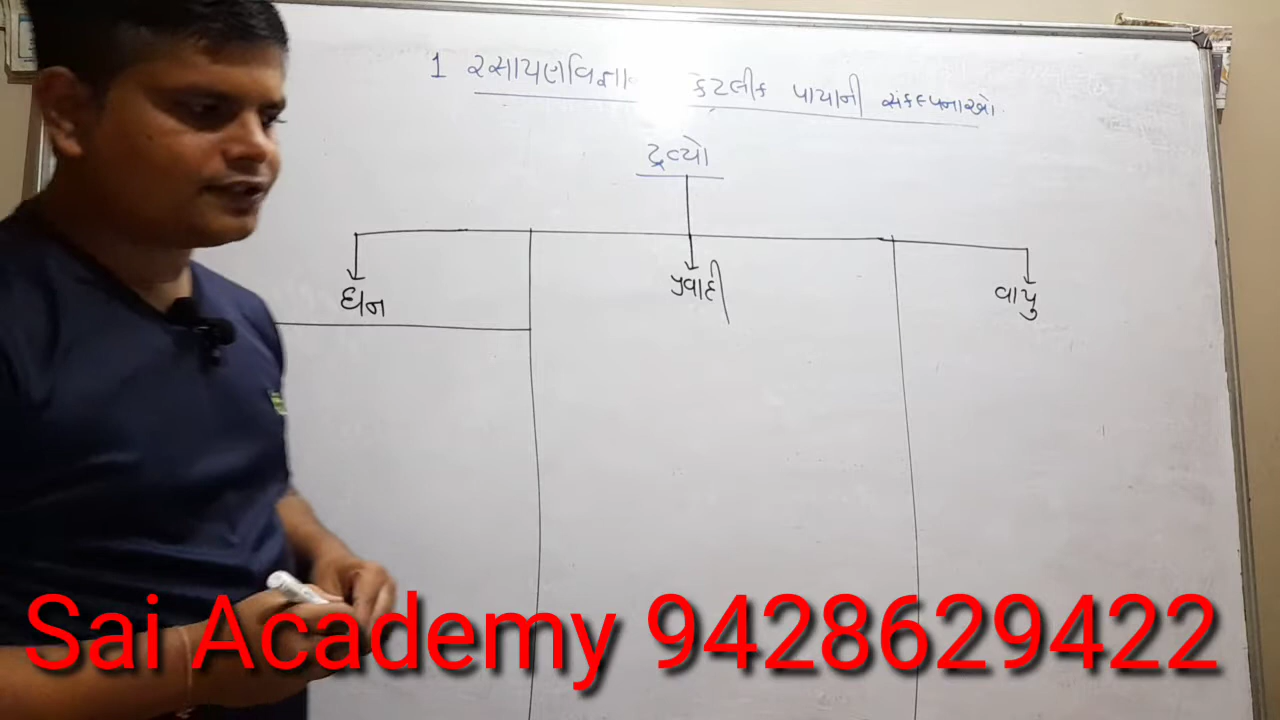 1 રસાયણવિજ્ઞા કેટલીક પાયાની સંકલ્પનાઓ.
દ્રવ્યો
ઘન પ્રવાહી વાયુ
Sai Academy 9428629422